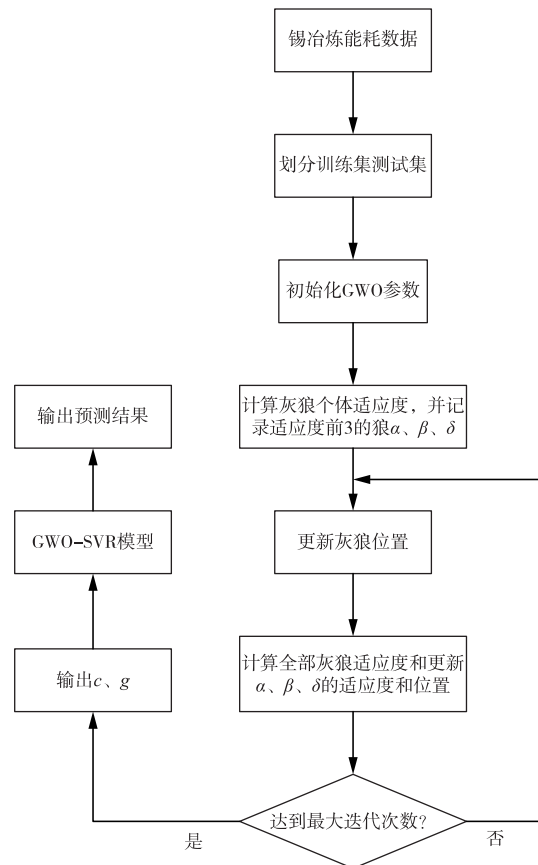 锡冶炼能耗数据
划分训练集测试集
初始化GWO参数
计算灰狼个体适应度，并记
录适应度前3的狼α、β、δ
更新灰狼位置
计算全部灰狼适应度和更新
α、β、δ的适应度和位置
达到最大迭代次数?
是
否
输出c、g
GWO-SVR模型
输出预测结果